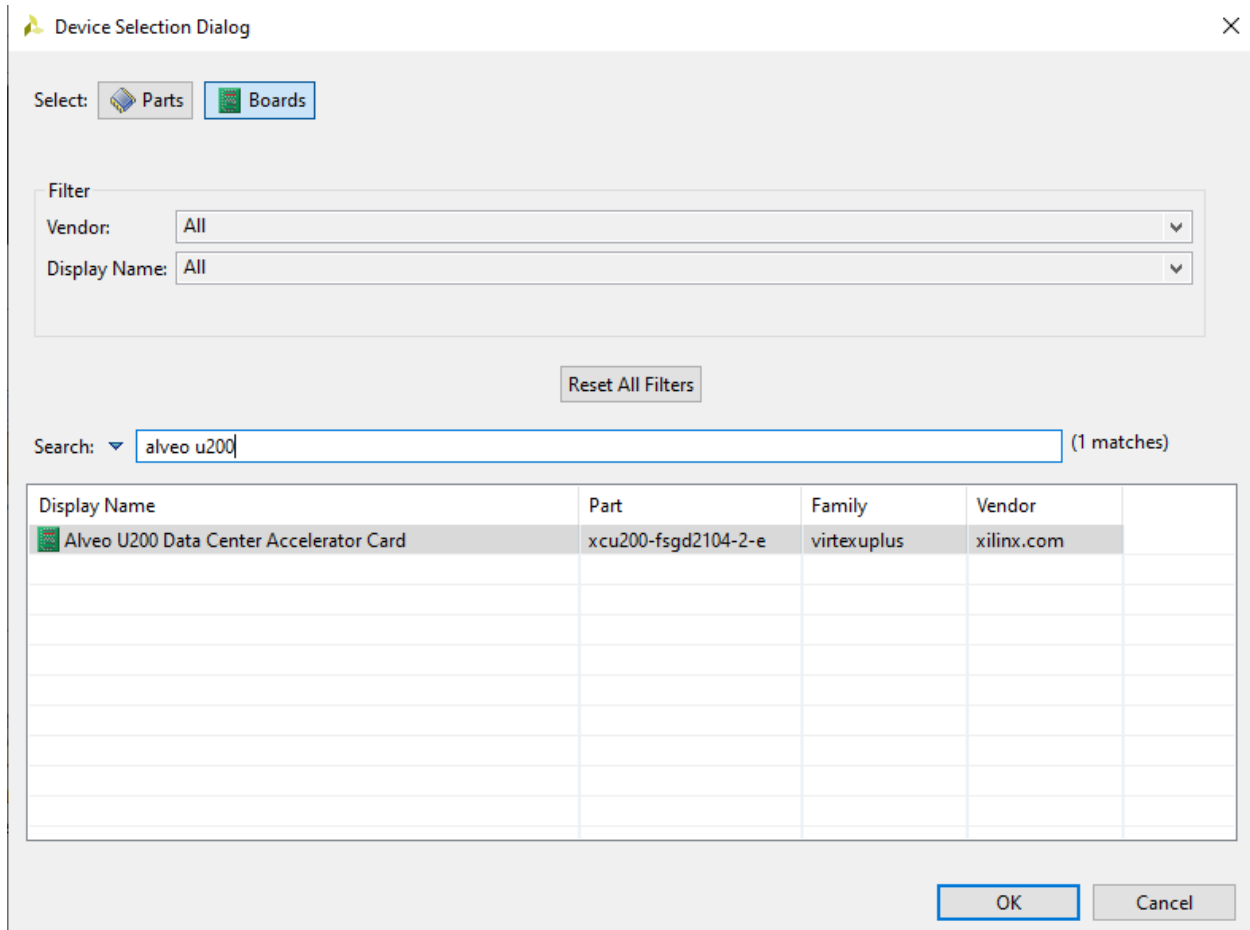 Device Selection Dialog
Select: Parts Boards
Filter
Vendor: All
Display Name: All
Reset All Filters
Search: alveo u200 (1 matches)
Display Name Part Family Vendor
Alveo U200 Data Center Accelerator Card xcu200-fsgd2104-2-e virtexuplus xilinx.com
OK Cancel